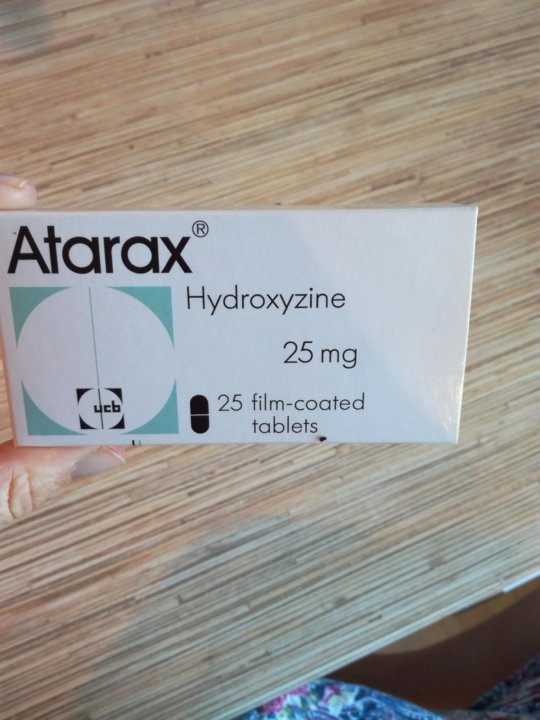 Atarax®
Hydroxyzine
25 mg
ucb
25 film-coated
tablets